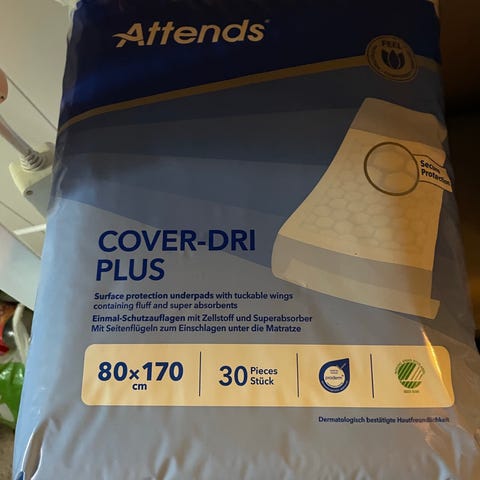 Attends®
FEEL
Secure
Protection
COVER-DRI
PLUS
Surface protection underpads with tuckable wings
containing fluff and super absorbents
Einmal-Schutzauflagen mit Zellstoff und Superabsorber
Mit Seitenflügeln zum Einschlagen unter die Matratze
80×170
cm
30 Pieces
Stück
proderm
Dermatologisch bestätigte Hautfreundlichkeit